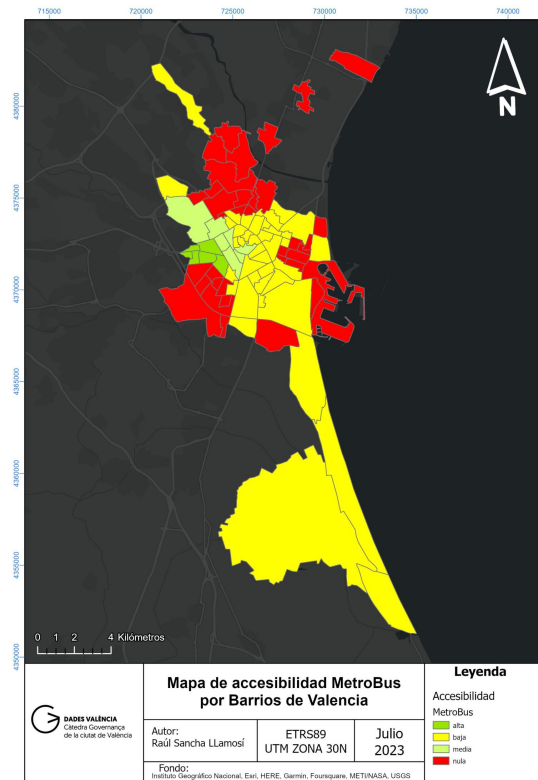 715000 720000 725000 730000 735000 740000
4380000
4375000
4370000
4365000
4360000
4355000
4350000
N
0 1 2 4 Kilómetros
DADES VALÈNCIA
Càtedra Governança
de la ciutat de València
Mapa de accesibilidad MetroBus
por Barrios de Valencia
Autor:
Raúl Sancha LLamosí
ETRS89
UTM ZONA 30N
Julio
2023
Fondo:
Instituto Geográfico Nacional, Esri, HERE, Garmin, Foursquare, METI/NASA, USGS
Leyenda
Accesibilidad
MetroBus
alta
baja
media
nula